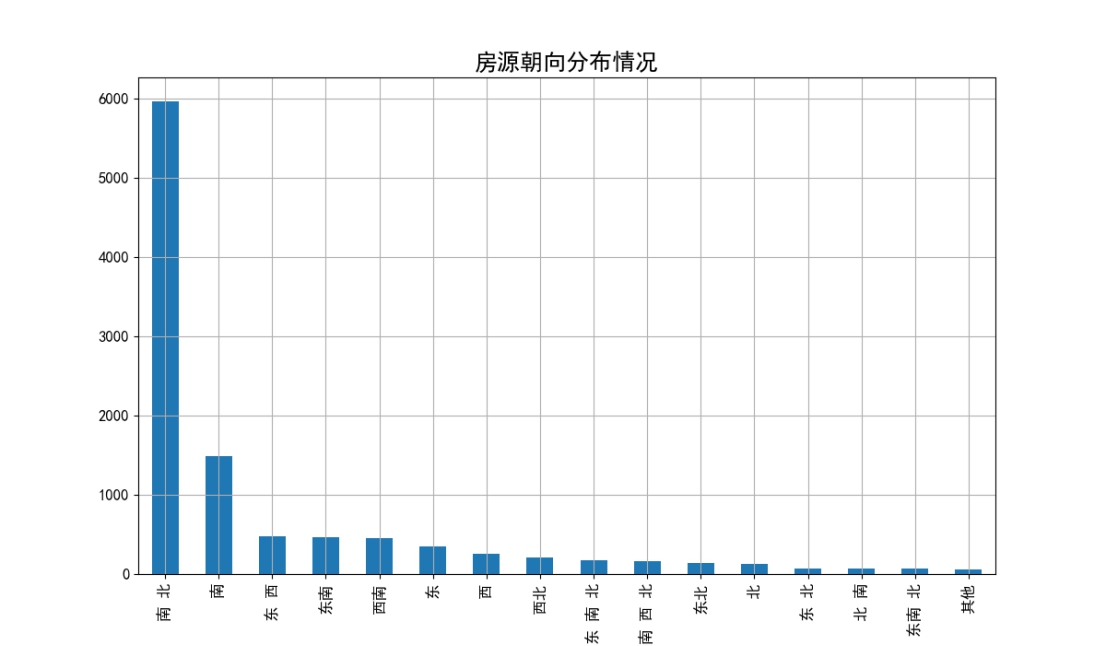 房源朝向分布情况
6000
5000
4000
3000
2000
1000
0
南 北
南
东 西
东南
西南
东
西
西北
东 南 北
南 西 北
东北
北
东 北
北 南
东南 北
其他